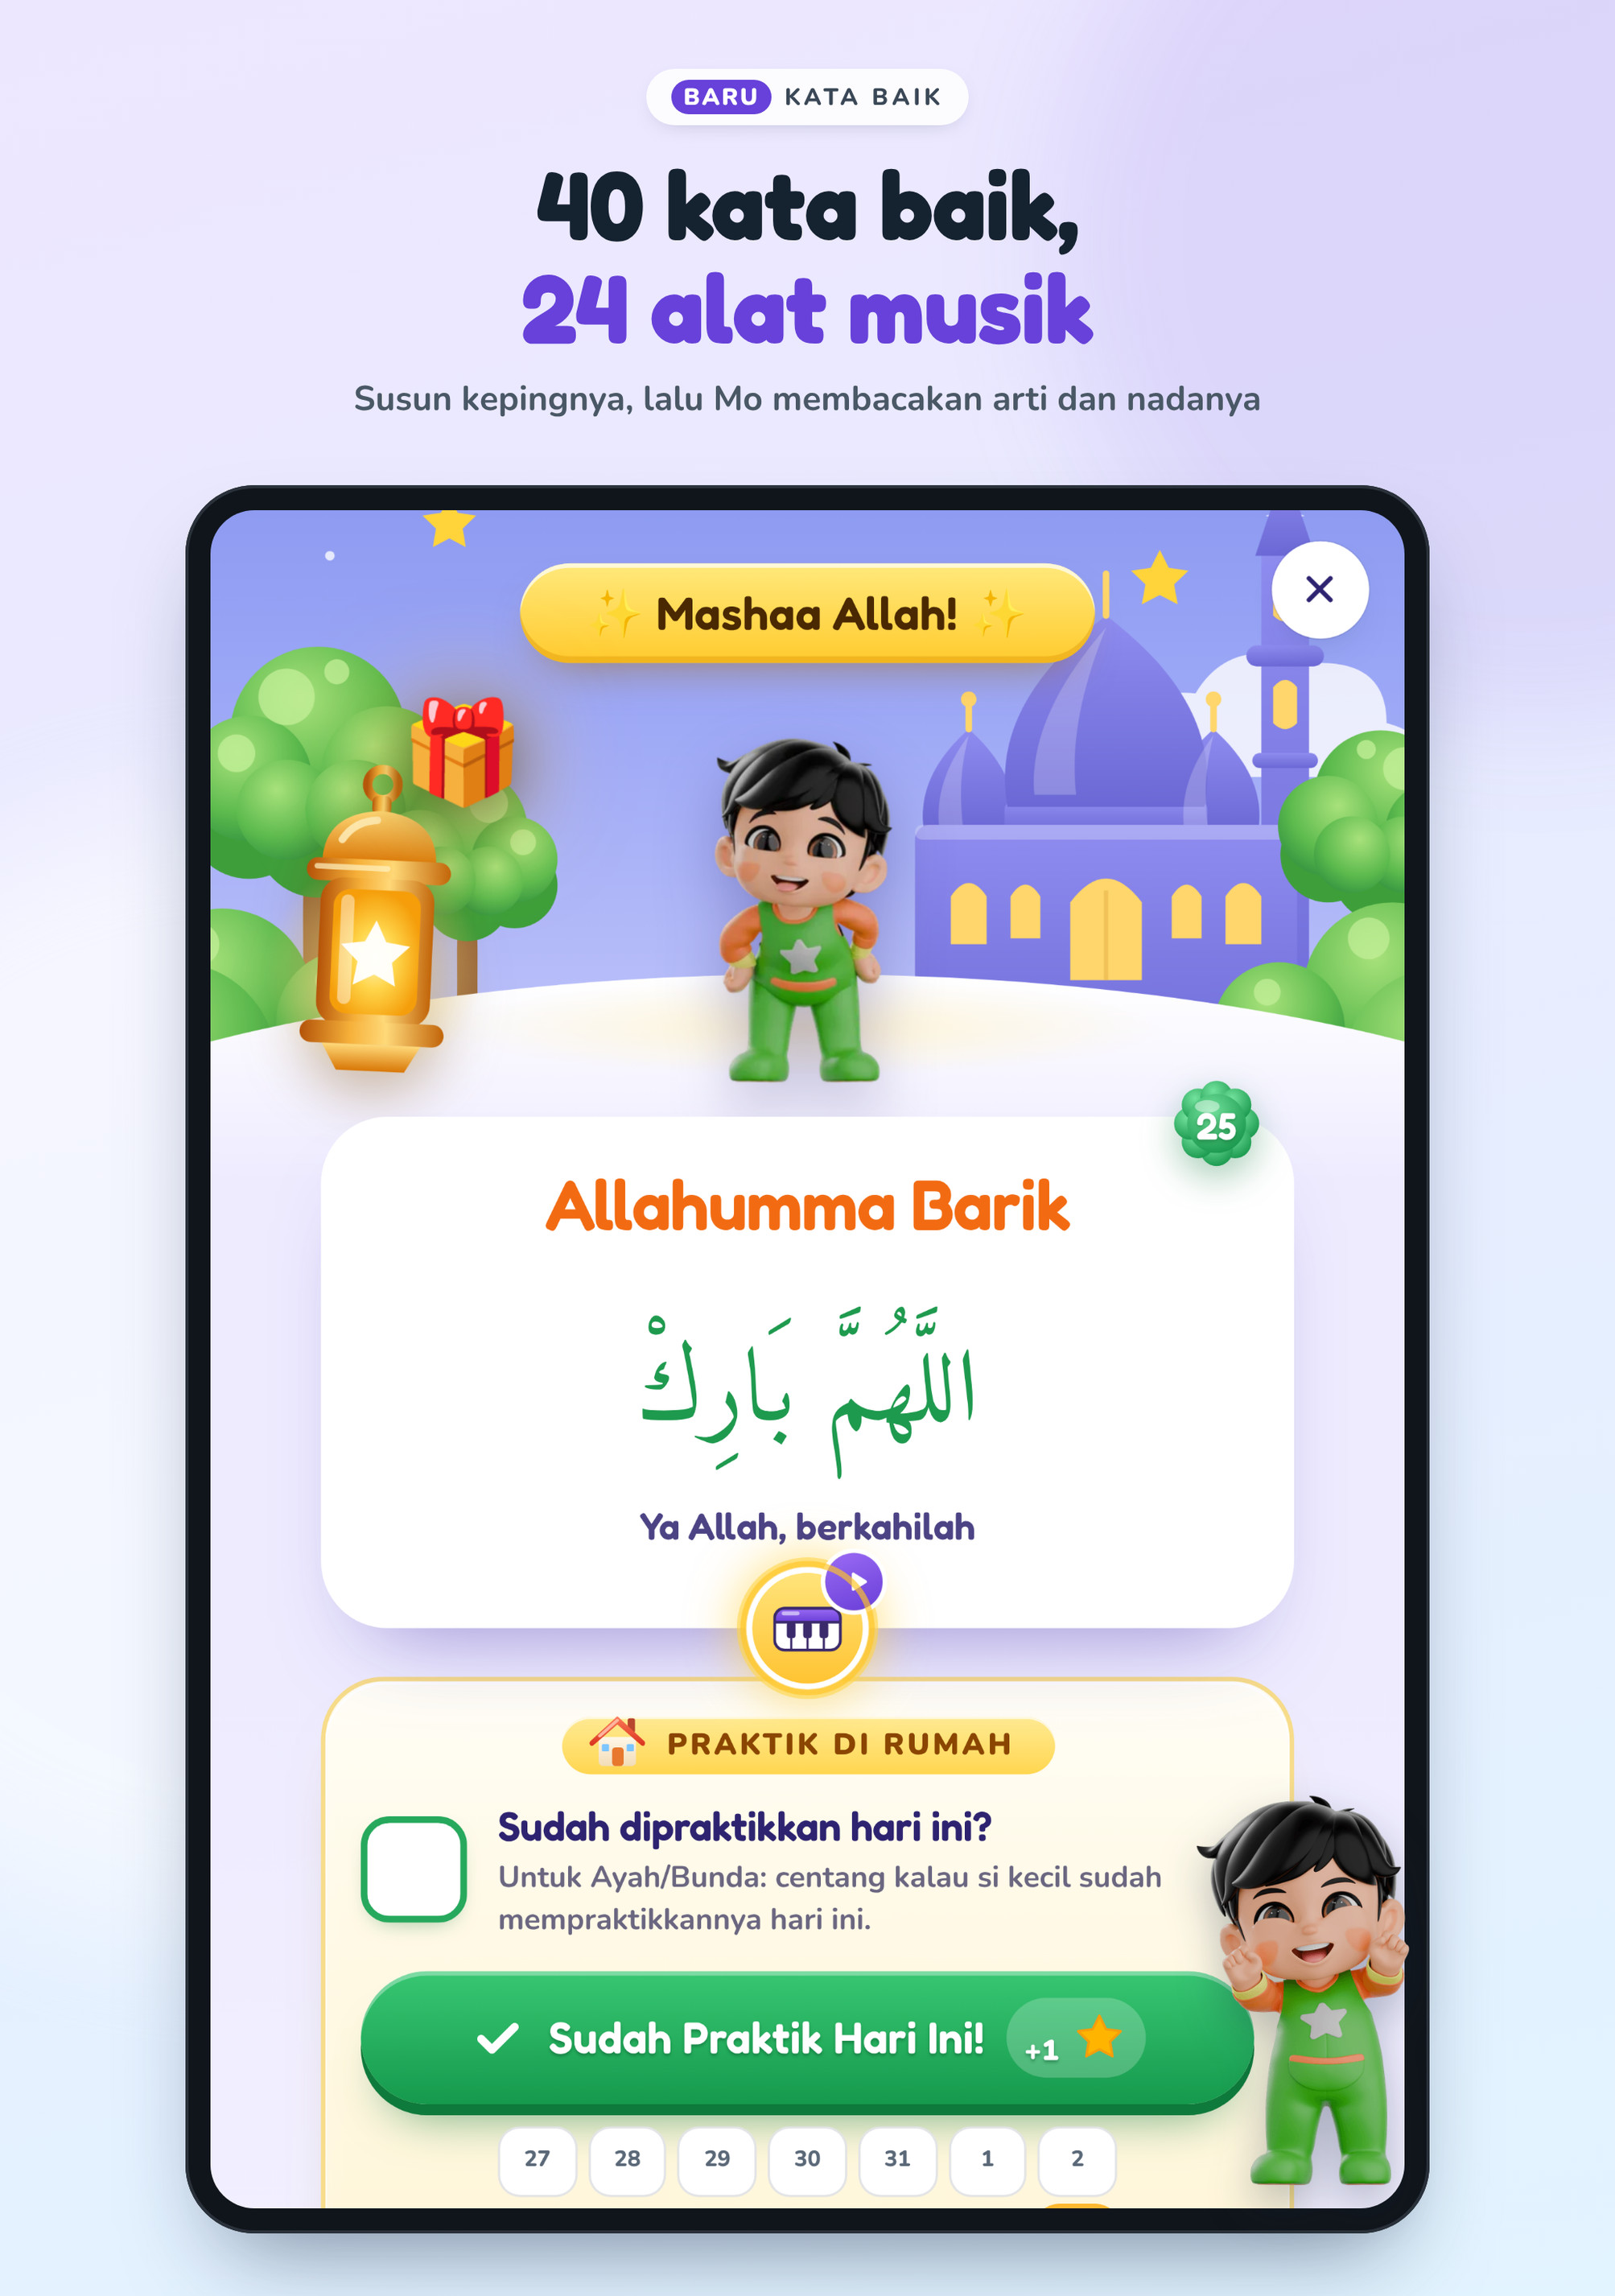 BARU KATA BAIK
40 kata baik,
24 alat musik
Susun kepingnya, lalu Mo membacakan arti dan nadanya
✨ Mashaa Allah! ✨
25
Allahumma Barik
اللَّهُمَّ بَارِكْ
Ya Allah, berkahilah
PRAKTIK DI RUMAH
Sudah dipraktikkan hari ini?
Untuk Ayah/Bunda: centang kalau si kecil sudah
mempraktikkannya hari ini.
Sudah Praktik Hari Ini! +1
27 28 29 30 31 1 2